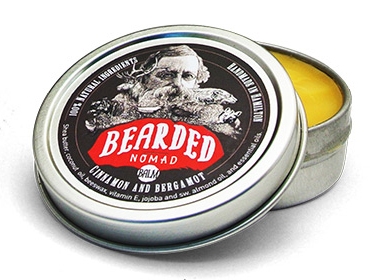 100% NATURAL INGREDIENTS
HANDMADE IN HAMILTON
BEARDED
NOMAD
BALM
CINNAMON AND BERGAMOT
Shea butter, coconut oil, beeswax, vitamin E, jojoba and sw. almond oil, and essential oils.